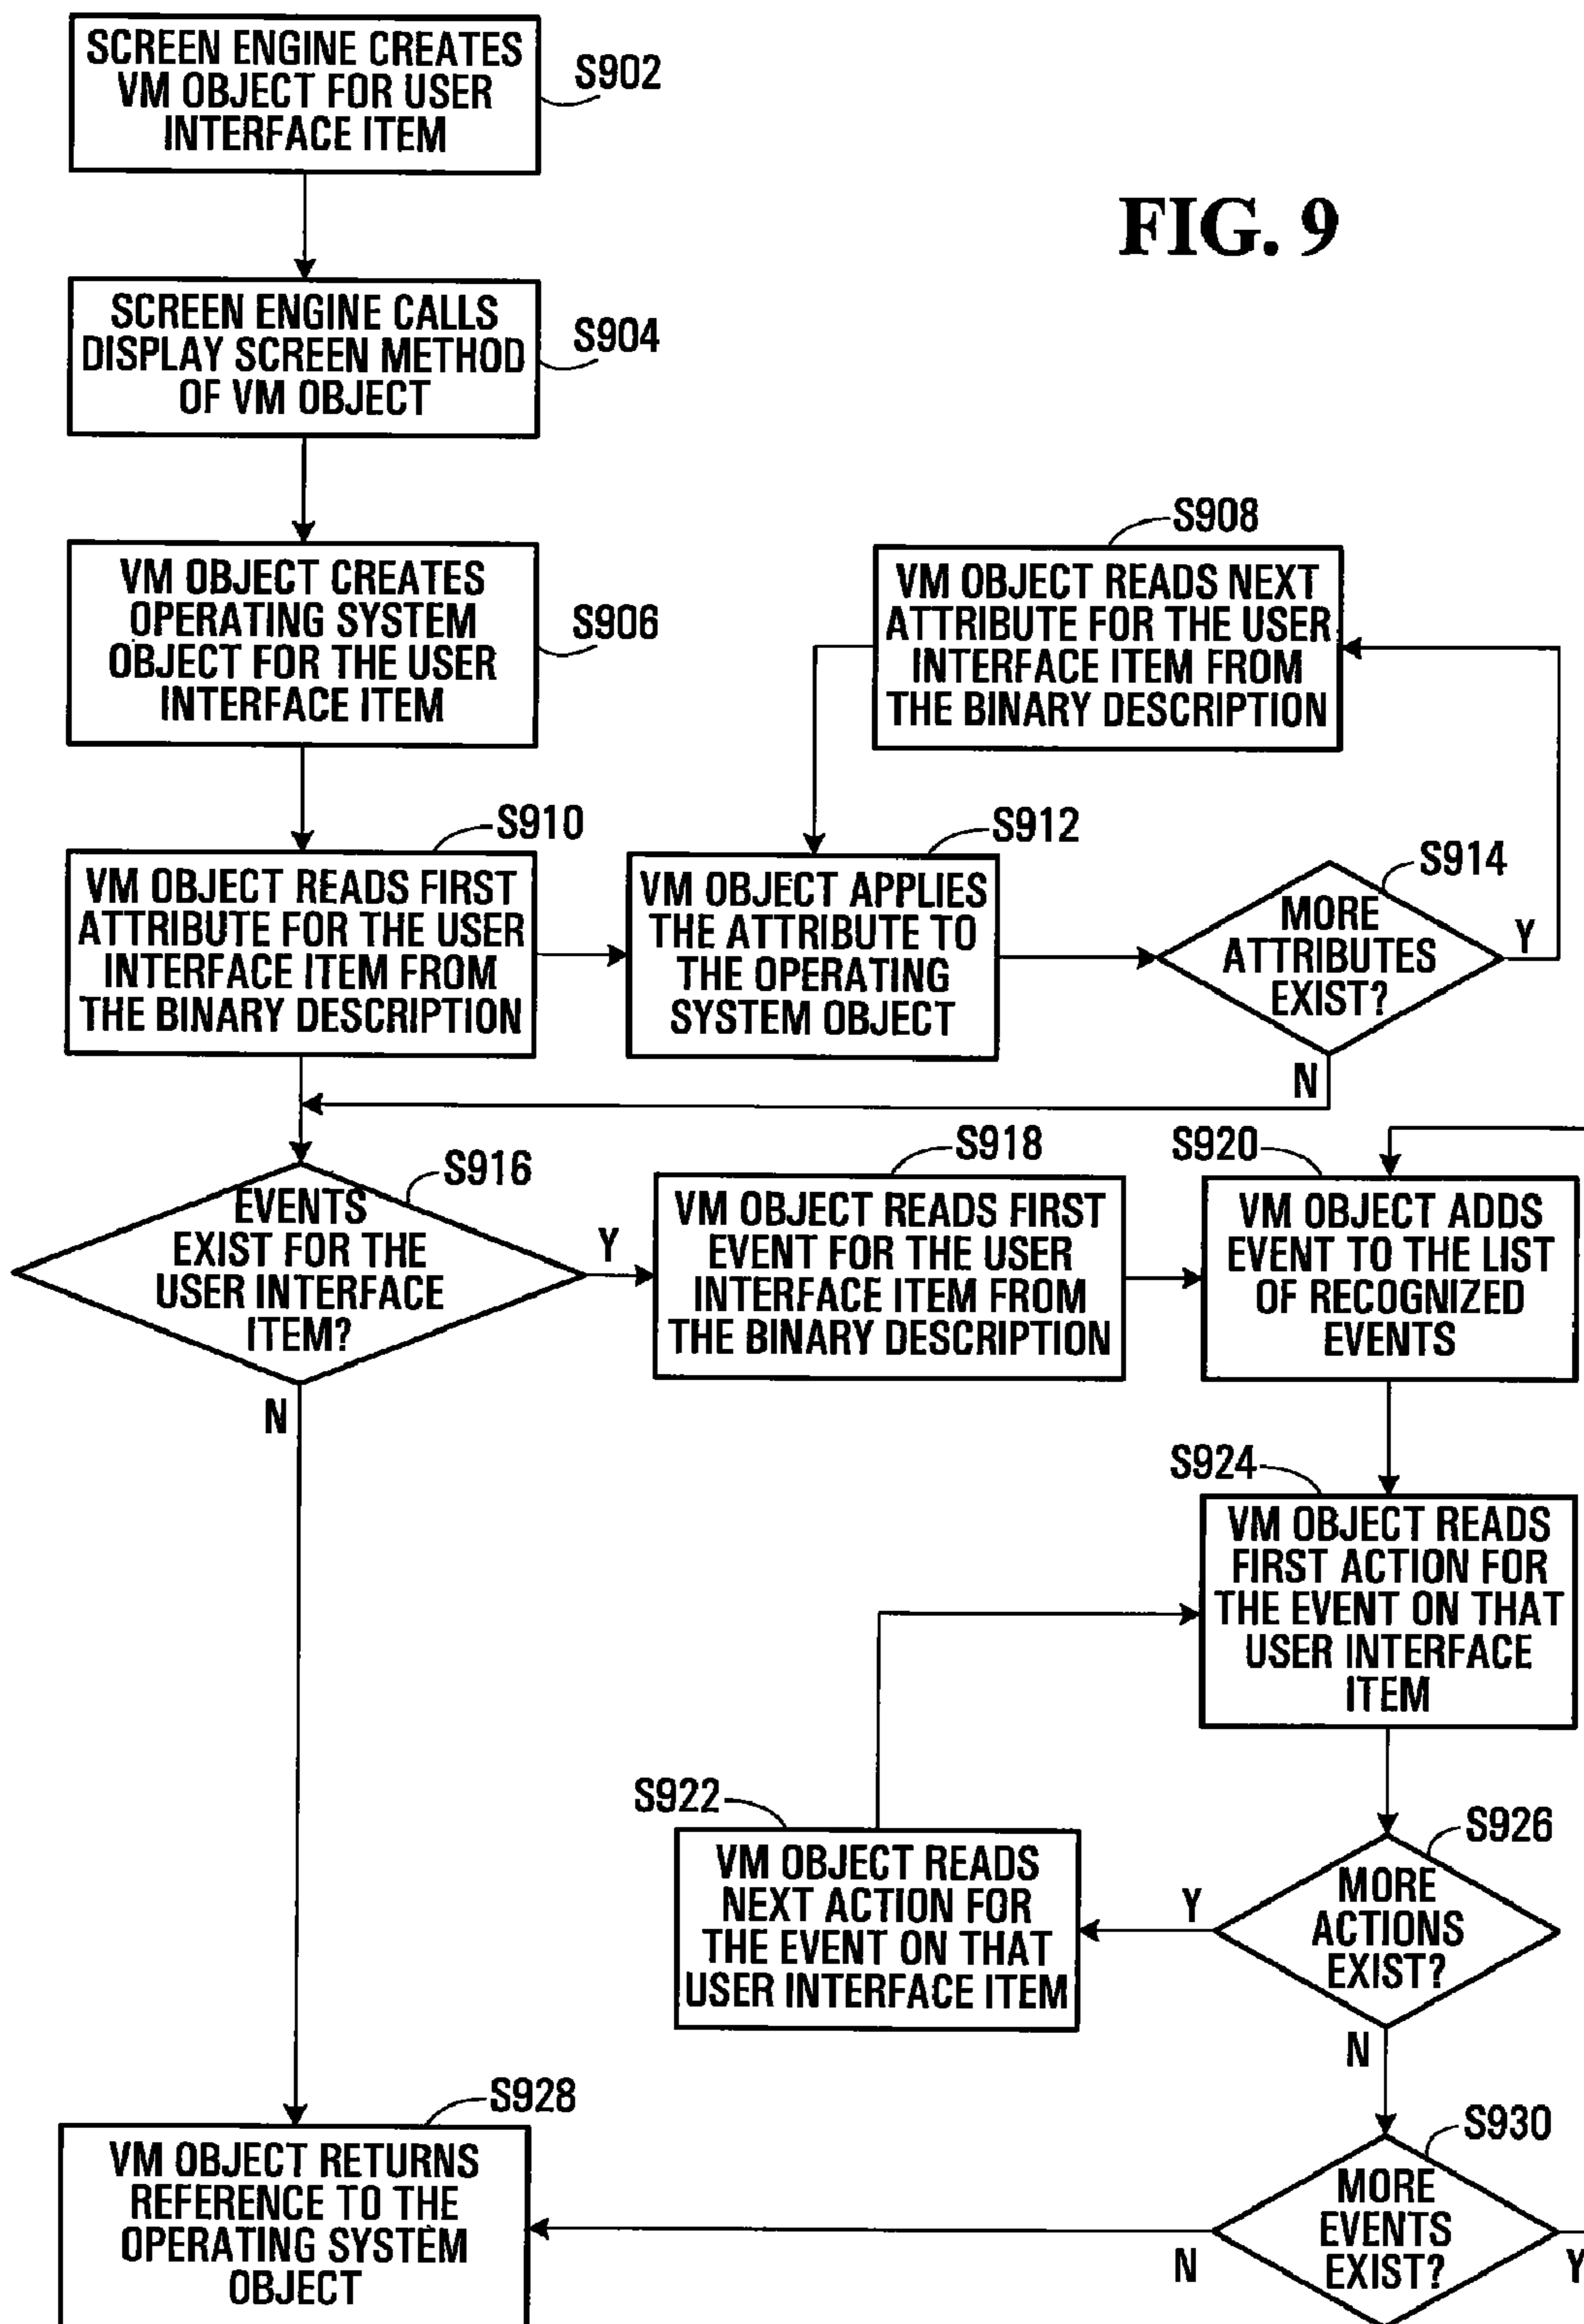 SCREEN ENGINE CREATES
VM OBJECT FOR USER
INTERFACE ITEM
S902
FIG. 9
SCREEN ENGINE CALLS
DISPLAY SCREEN METHOD
OF VM OBJECT
S904
VM OBJECT CREATES
OPERATING SYSTEM
OBJECT FOR THE USER
INTERFACE ITEM
S906
S908
VM OBJECT READS NEXT
ATTRIBUTE FOR THE USER
INTERFACE ITEM FROM
THE BINARY DESCRIPTION
S910
VM OBJECT READS FIRST
ATTRIBUTE FOR THE USER
INTERFACE ITEM FROM
THE BINARY DESCRIPTION
S912
VM OBJECT APPLIES
THE ATTRIBUTE TO
THE OPERATING
SYSTEM OBJECT
S914
MORE
ATTRIBUTES
EXIST?
Y
N
S916
EVENTS
EXIST FOR THE
USER INTERFACE
ITEM?
Y
N
S918
VM OBJECT READS FIRST
EVENT FOR THE USER
INTERFACE ITEM FROM
THE BINARY DESCRIPTION
S920
VM OBJECT ADDS
EVENT TO THE LIST
OF RECOGNIZED
EVENTS
S924
VM OBJECT READS
FIRST ACTION FOR
THE EVENT ON THAT
USER INTERFACE
ITEM
S922
VM OBJECT READS
NEXT ACTION FOR
THE EVENT ON THAT
USER INTERFACE ITEM
S926
MORE
ACTIONS
EXIST?
Y
N
S928
VM OBJECT RETURNS
REFERENCE TO THE
OPERATING SYSTEM
OBJECT
S930
MORE
EVENTS
EXIST?
N
Y